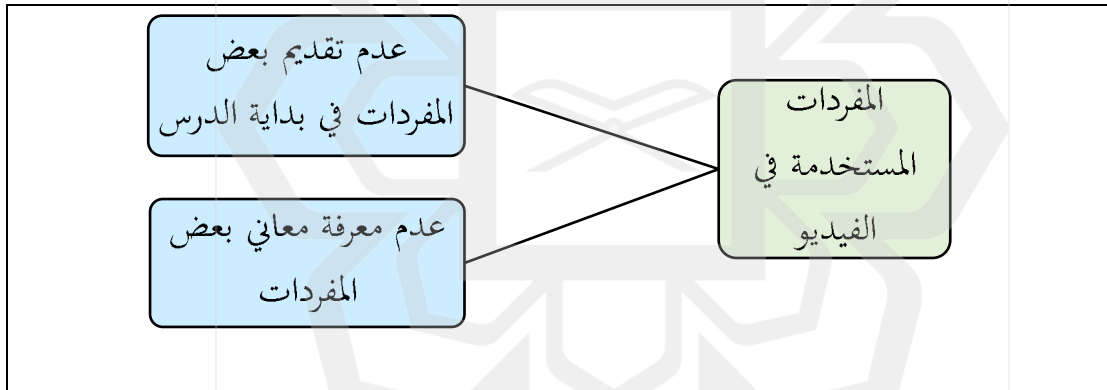 المفردات
المستخدمة في
الفيديو
عدم تقديم بعض
المفردات في بداية الدرس
عدم معرفة معاني بعض
المفردات